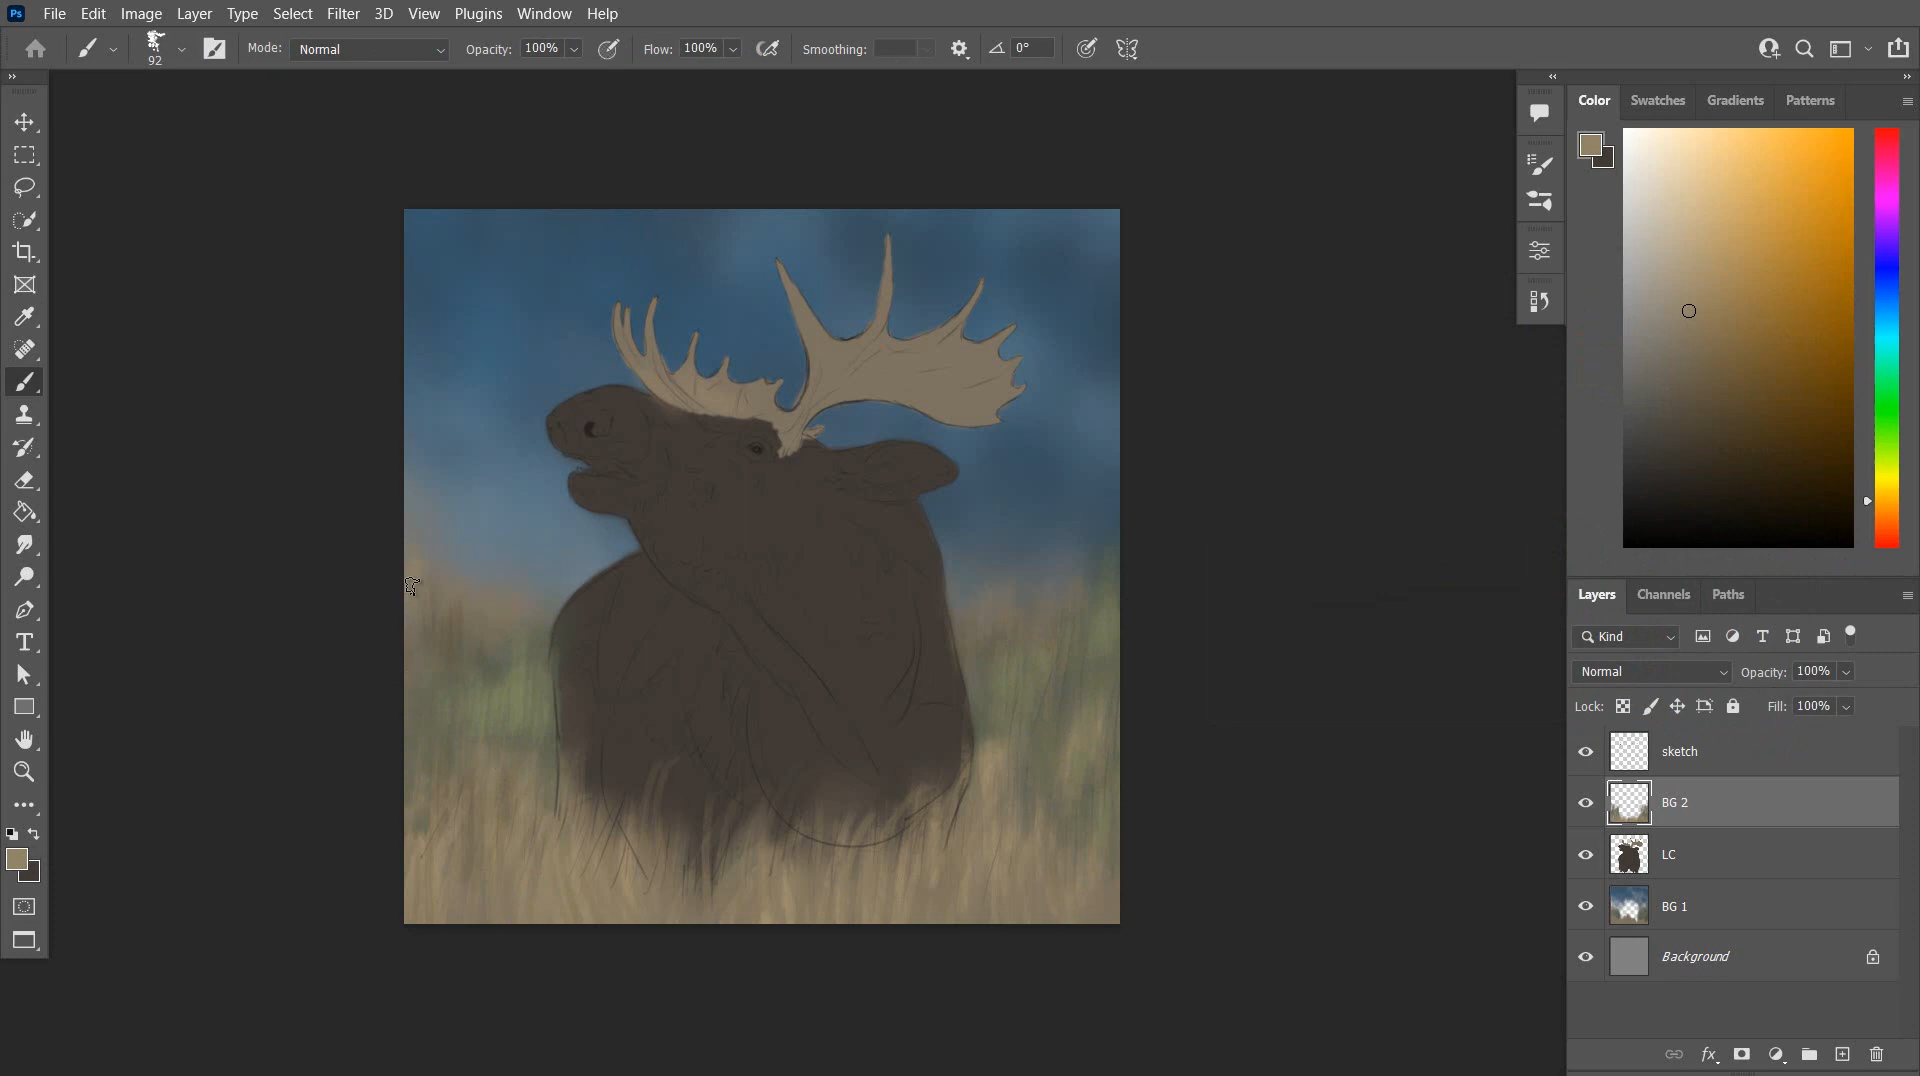 Ps File Edit Image Layer Type Select Filter 3D View Plugins Window Help
92 Mode: Normal Opacity: 100% Flow: 100% Smoothing: 0°
Color Swatches Gradients Patterns
Layers Channels Paths
Kind
Normal Opacity: 100%
Lock: Fill: 100%
sketch
BG 2
LC
BG 1
Background
fx